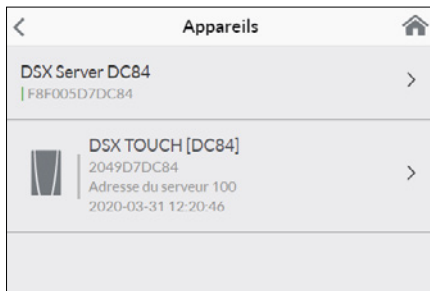 Appareils
DSX Server DC84
F8F005D7DC84
DSX TOUCH [DC84]
2049D7DC84
Adresse du serveur 100
2020-03-31 12:20:46